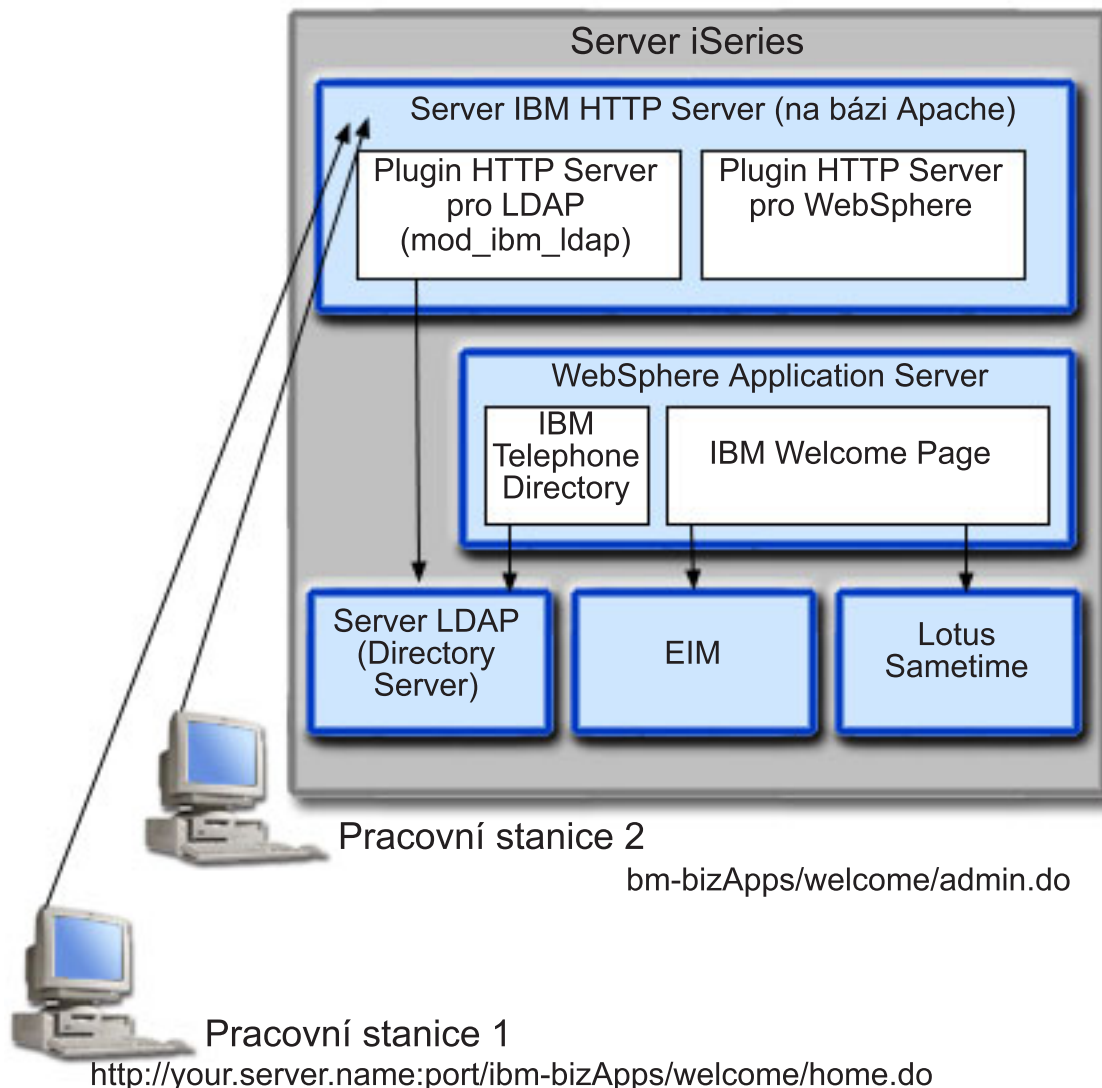 Server iSeries
Server IBM HTTP Server (na bázi Apache)
Plugin HTTP Server
pro LDAP
(mod_ibm_ldap)
Plugin HTTP Server
pro WebSphere
WebSphere Application Server
IBM
Telephone
Directory
IBM Welcome Page
Server LDAP
(Directory
Server)
EIM
Lotus
Sametime
Pracovní stanice 2
bm-bizApps/welcome/admin.do
Pracovní stanice 1
http://your.server.name:port/ibm-bizApps/welcome/home.do